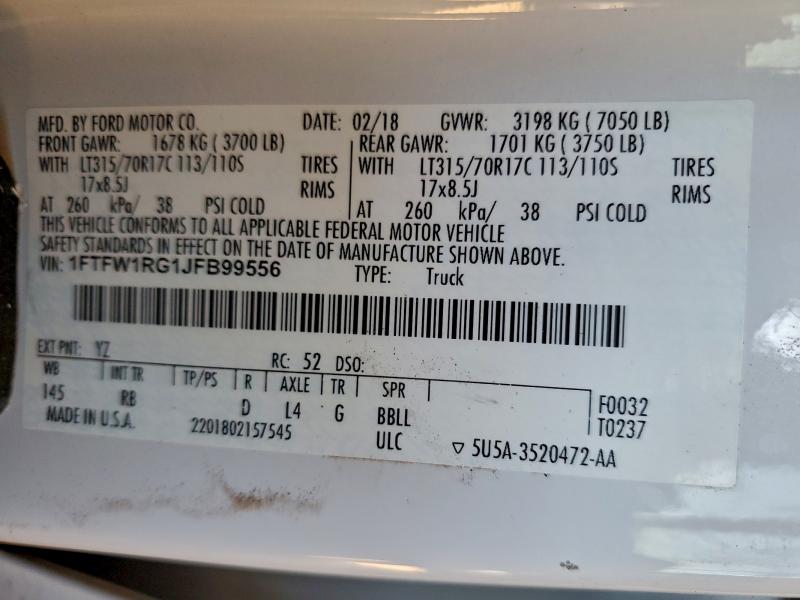 MFD. BY FORD MOTOR CO. DATE: 02/18 GVWR: 3198 KG ( 7050 LB)
FRONT GAWR: 1678 KG ( 3700 LB) REAR GAWR: 1701 KG ( 3750 LB)
WITH LT315/70R17C 113/110S TIRES WITH LT315/70R17C 113/110S TIRES
17x8.5J RIMS 17x8.5J RIMS
AT 260 kPa/ 38 PSI COLD AT 260 kPa/ 38 PSI COLD
THIS VEHICLE CONFORMS TO ALL APPLICABLE FEDERAL MOTOR VEHICLE
SAFETY STANDARDS IN EFFECT ON THE DATE OF MANUFACTURE SHOWN ABOVE.
VIN: 1FTFW1RG1JFB99556 TYPE: Truck
EXT PNT: YZ RC: 52 DSO:
WB INT TR TP/PS R AXLE TR SPR
145 RB D L4 G BBLL F0032
MADE IN U.S.A. 2201802157545 ULC T0237
▽ 5U5A-3520472-AA